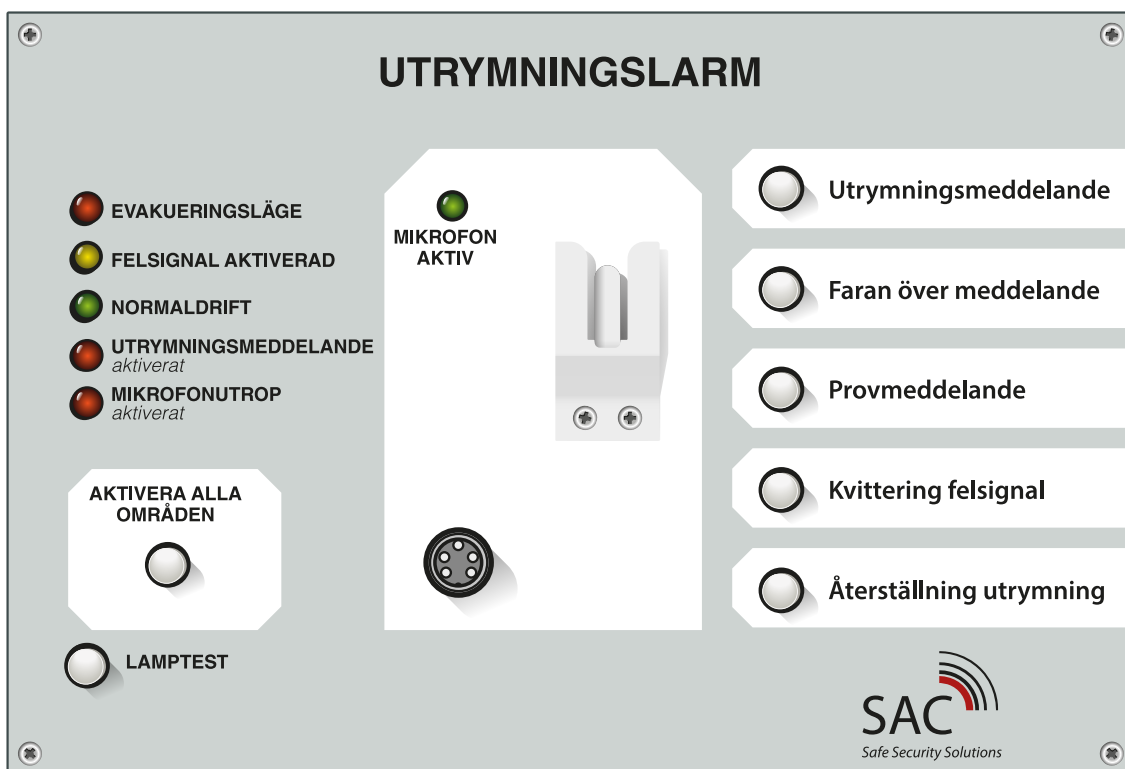 UTRYMNINGSLARM
EVAKUERINGSLÄGE
FELSIGNAL AKTIVERAD
NORMALDRIFT
UTRYMNINGSMEDDELANDE
aktiverat
MIKROFONUTROP
aktiverat
AKTIVERA ALLA
OMRÅDEN
LAMPTEST
MIKROFON
AKTIV
Utrymningsmeddelande
Faran över meddelande
Provmeddelande
Kvittering felsignal
Återställning utrymning
SAC
Safe Security Solutions